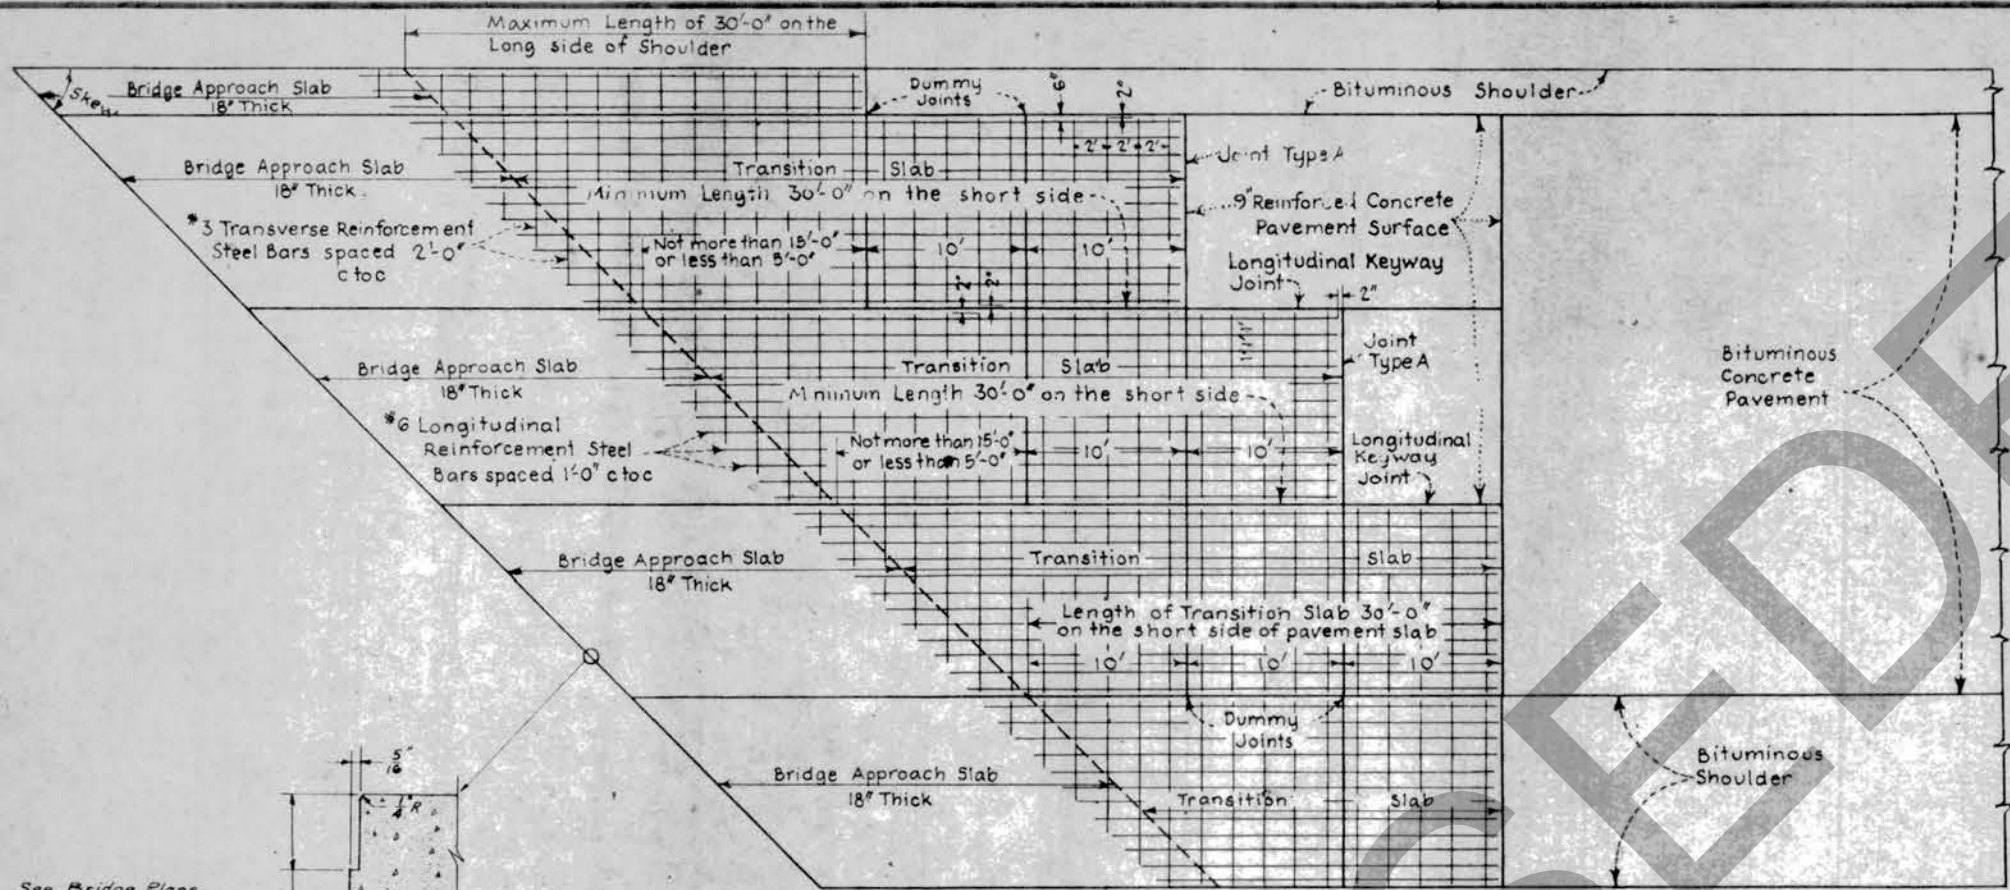 Maximum Length of 30'-0" on the
Long side of Shoulder
Skew
Bridge Approach Slab
18" Thick
Dummy
Joints
6"
2"
Bituminous Shoulder
2' 2' 2'
Bridge Approach Slab
18" Thick.
Transition Slab
Minimum Length 30'-0" on the short side
Joint Type A
9" Reinforced Concrete
Pavement Surface
#3 Transverse Reinforcement
Steel Bars spaced 2'-0"
c to c
Not more than 15'-0"
or less than 5'-0"
10'
10'
Longitudinal Keyway
Joint
2"
2"
2"
1' 1' 1'
Bridge Approach Slab
18" Thick
Transition Slab
Minimum Length 30'-0" on the short side
Joint
Type A
Bituminous
Concrete
Pavement
#6 Longitudinal
Reinforcement Steel
Bars spaced 1'-0" c to c
Not more than 15'-0"
or less than 5'-0"
10'
10'
Longitudinal
Keyway
Joint
Bridge Approach Slab
18" Thick
Transition Slab
Length of Transition Slab 30'-0"
on the short side of pavement slab
10'
10'
10'
Dummy
Joints
Bituminous
Shoulder
Bridge Approach Slab
18" Thick
Transition Slab
5"
16
1"
4 R
See Bridge Plans